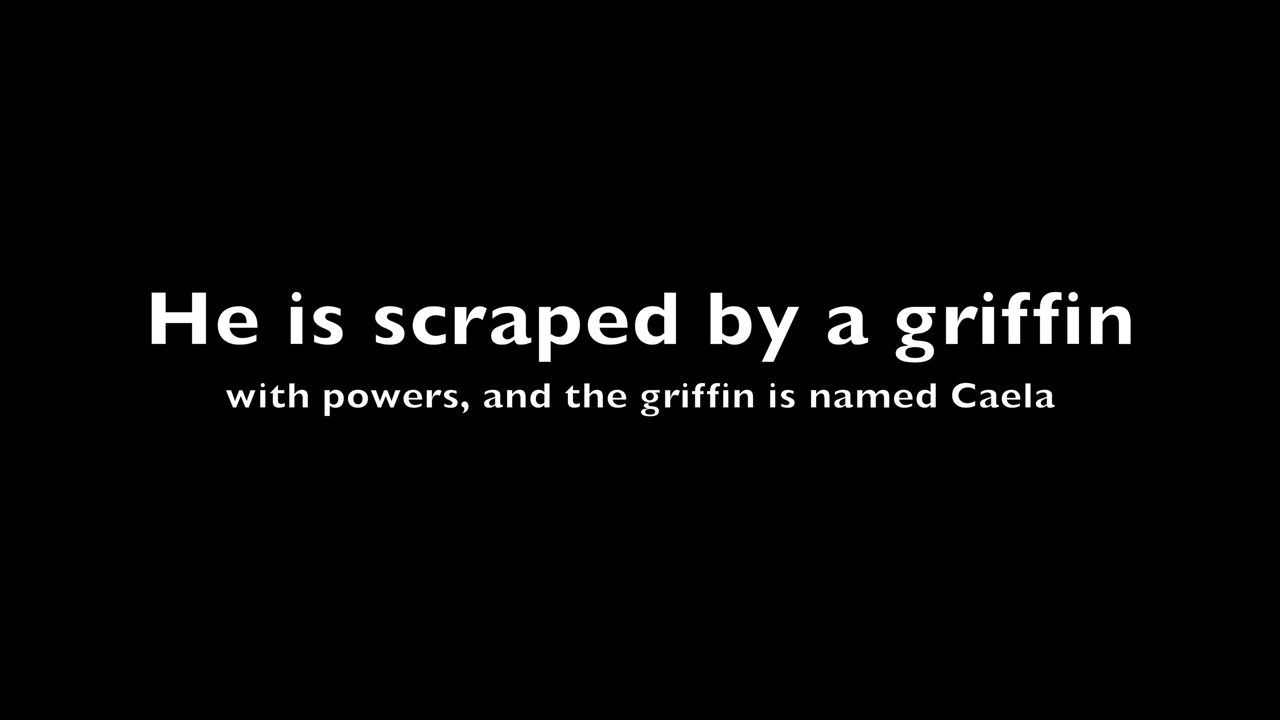 He is scraped by a griffin
with powers, and the griffin is named Caela